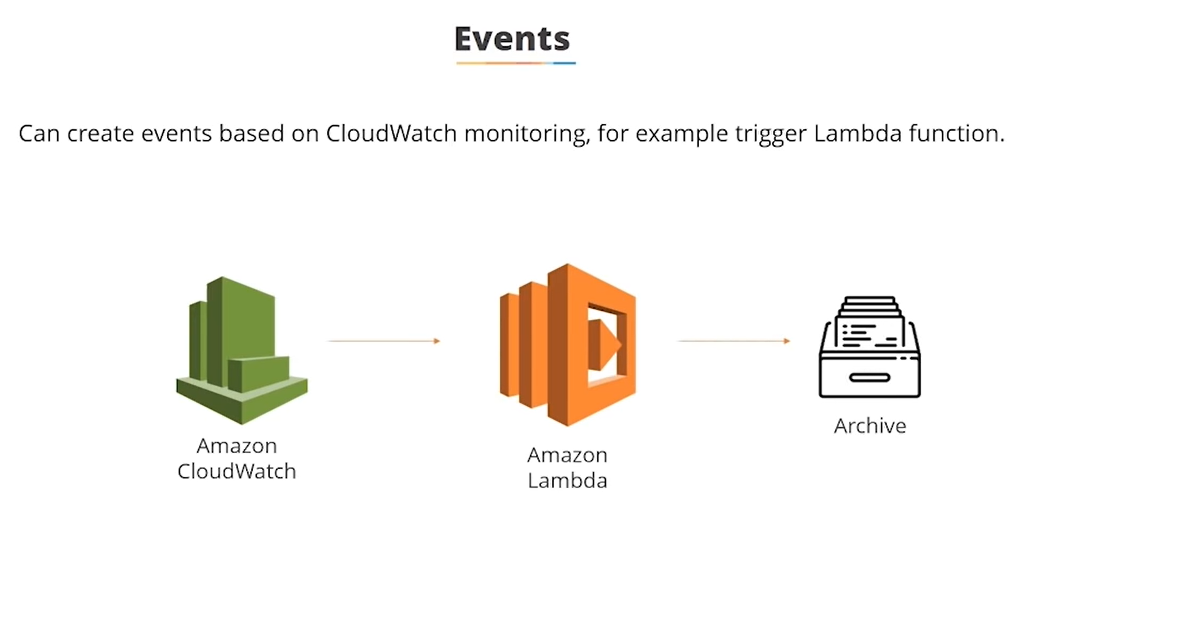 Events
Can create events based on CloudWatch monitoring, for example trigger Lambda function.
Amazon
CloudWatch
Amazon
Lambda
Archive